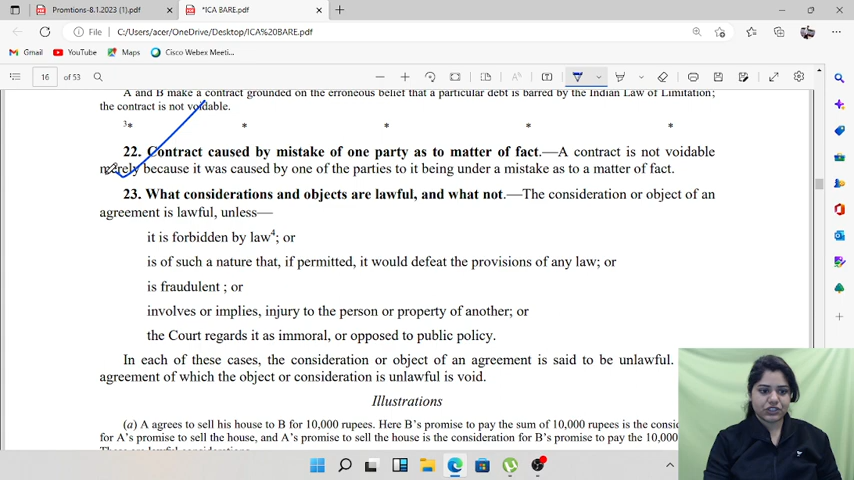 Promtions-8.1.2023 (1).pdf
*ICA BARE.pdf
File
C:/Users/acer/OneDrive/Desktop/ICA%20BARE.pdf
Gmail
YouTube
Maps
Cisco Webex Meeti...
16 of 53
A and B make a contract grounded on the erroneous belief that a particular debt is barred by the Indian Law of Limitation;
the contract is not voidable.
3* * * * *
22. Contract caused by mistake of one party as to matter of fact.—A contract is not voidable
merely because it was caused by one of the parties to it being under a mistake as to a matter of fact.
23. What considerations and objects are lawful, and what not.—The consideration or object of an
agreement is lawful, unless—
it is forbidden by law4; or
is of such a nature that, if permitted, it would defeat the provisions of any law; or
is fraudulent ; or
involves or implies, injury to the person or property of another; or
the Court regards it as immoral, or opposed to public policy.
In each of these cases, the consideration or object of an agreement is said to be unlawful.
agreement of which the object or consideration is unlawful is void.
Illustrations
(a) A agrees to sell his house to B for 10,000 rupees. Here B's promise to pay the sum of 10,000 rupees is the consi
for A's promise to sell the house, and A's promise to sell the house is the consideration for B's promise to pay the 10,000